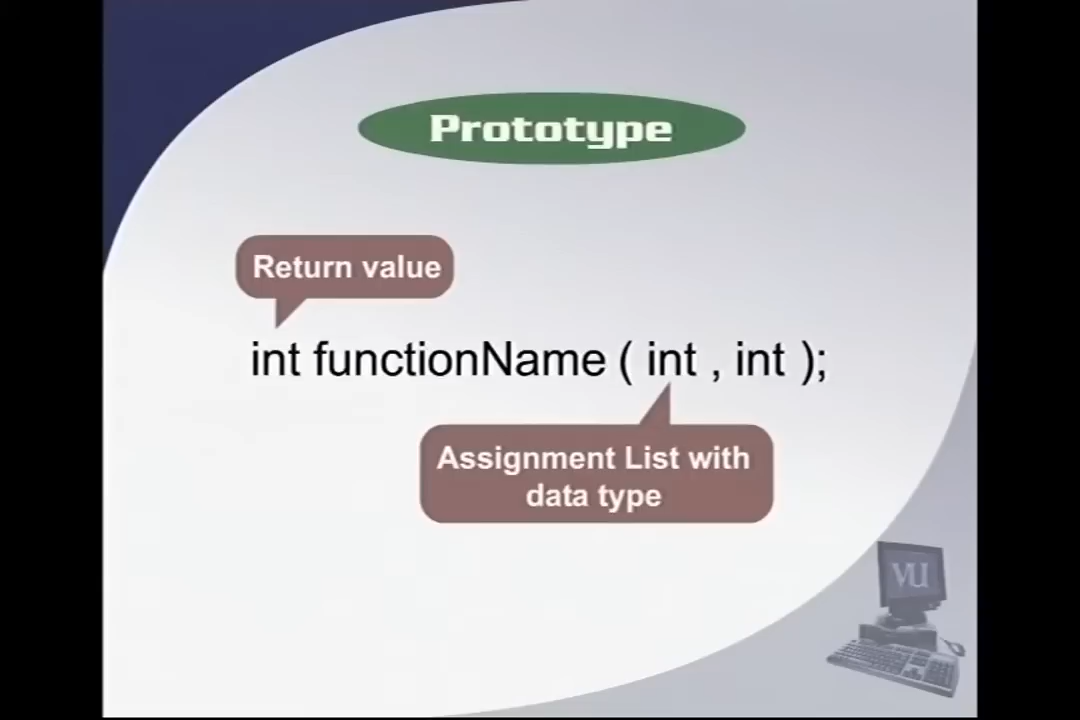 Prototype
Return value
int functionName ( int , int );
Assignment List with
data type
VU